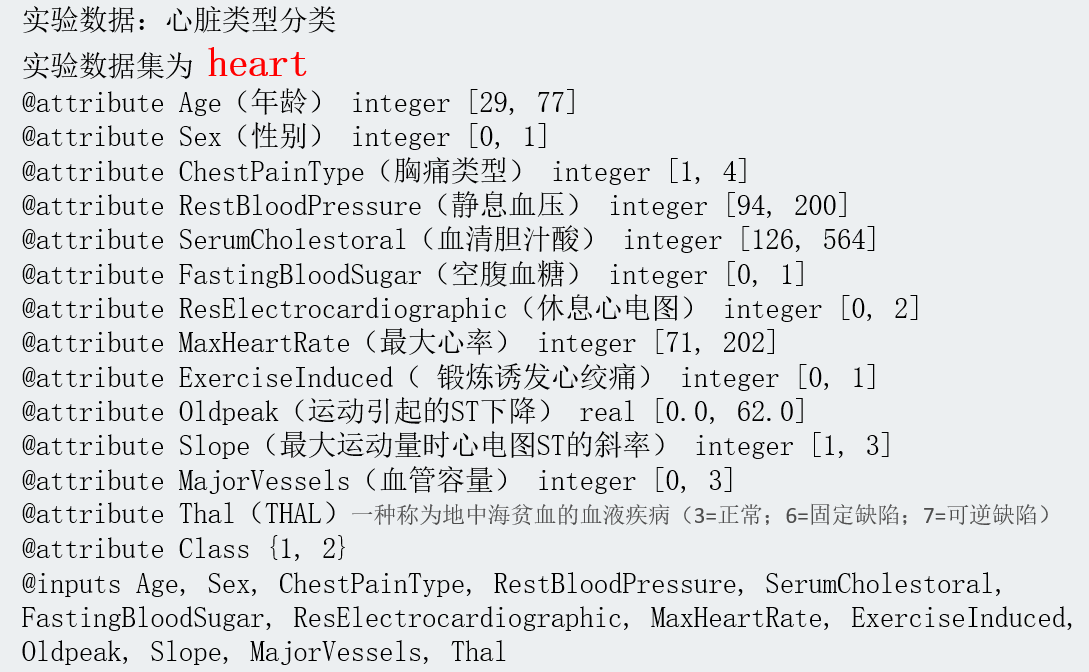 实验数据：心脏类型分类
实验数据集为 heart
@attribute Age（年龄） integer [29, 77]
@attribute Sex（性别） integer [0, 1]
@attribute ChestPainType（胸痛类型） integer [1, 4]
@attribute RestBloodPressure（静息血压） integer [94, 200]
@attribute SerumCholestoral（血清胆汁酸） integer [126, 564]
@attribute FastingBloodSugar（空腹血糖） integer [0, 1]
@attribute ResElectrocardiographic（休息心电图） integer [0, 2]
@attribute MaxHeartRate（最大心率） integer [71, 202]
@attribute ExerciseInduced（ 锻炼诱发心绞痛） integer [0, 1]
@attribute Oldpeak（运动引起的ST下降） real [0.0, 62.0]
@attribute Slope（最大运动量时心电图ST的斜率） integer [1, 3]
@attribute MajorVessels（血管容量） integer [0, 3]
@attribute Thal（THAL）一种称为地中海贫血的血液疾病（3=正常；6=固定缺陷；7=可逆缺陷）
@attribute Class {1, 2}
@inputs Age, Sex, ChestPainType, RestBloodPressure, SerumCholestoral,
FastingBloodSugar, ResElectrocardiographic, MaxHeartRate, ExerciseInduced,
Oldpeak, Slope, MajorVessels, Thal